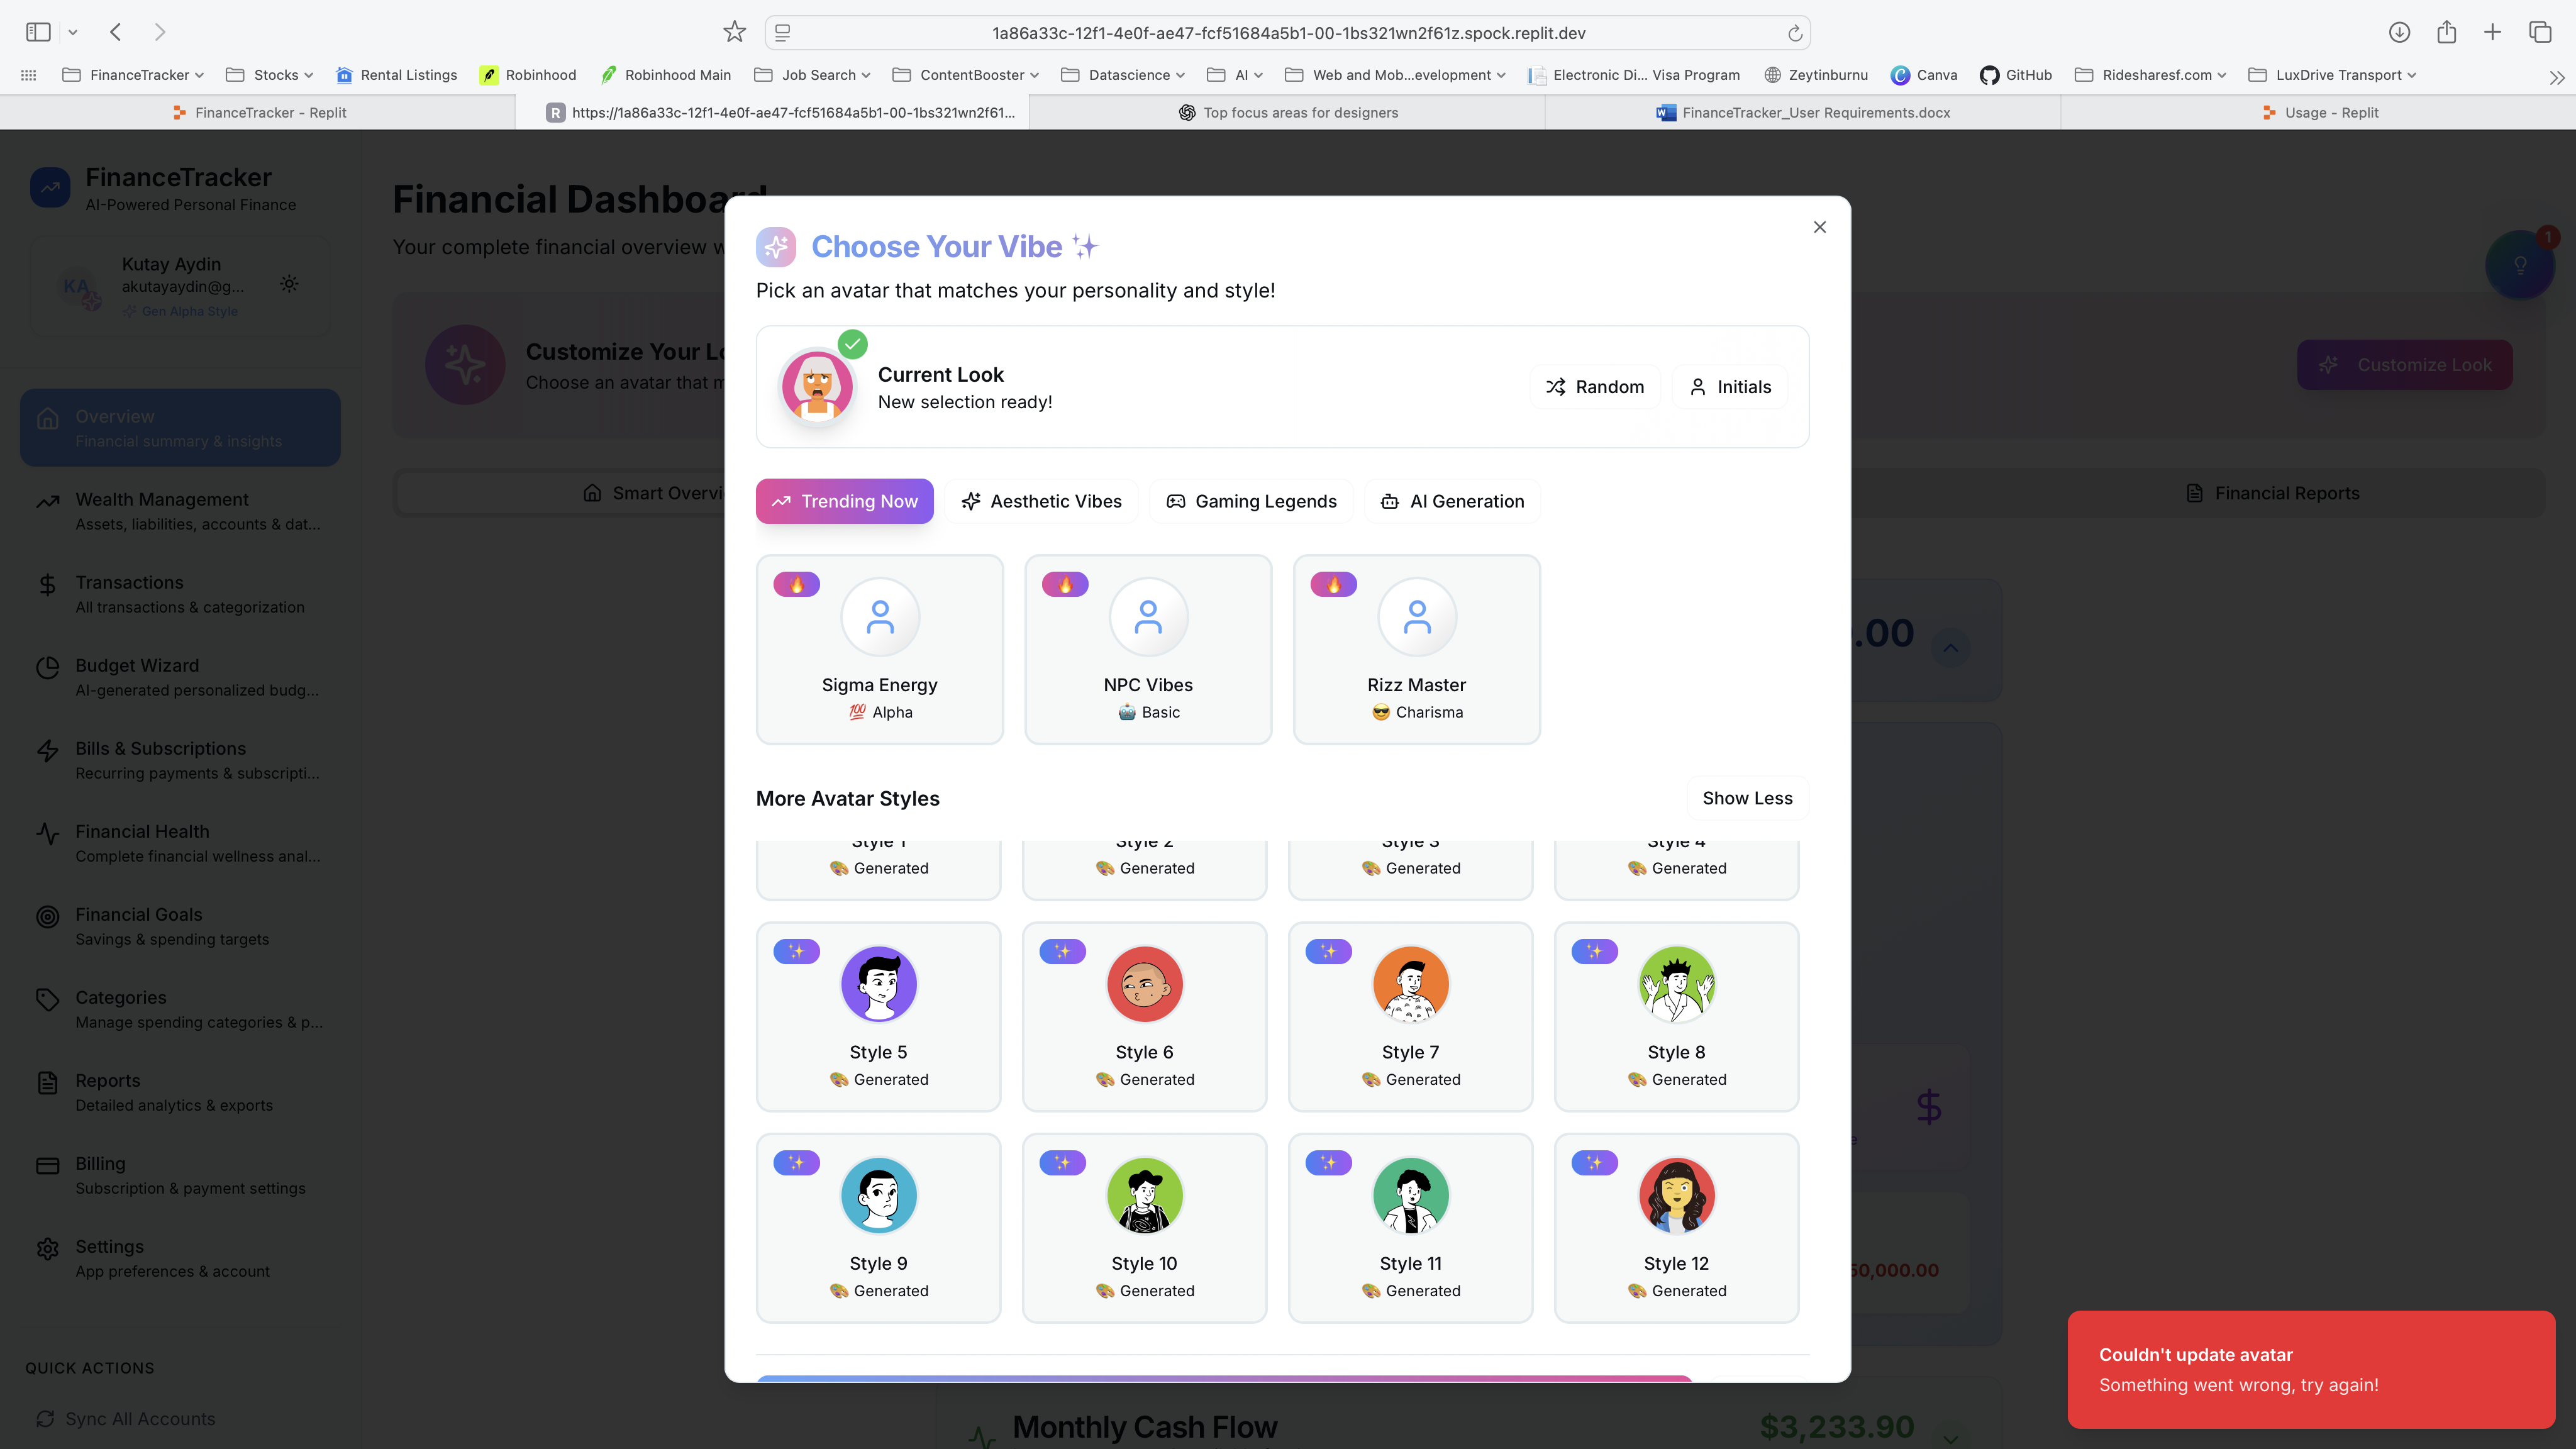 1a86a33c-12f1-4e0f-ae47-fcf51684a5b1-00-1bs321wn2f61z.spock.replit.dev
FinanceTracker
Stocks
Rental Listings
Robinhood
Robinhood Main
Job Search
ContentBooster
Datascience
AI
Web and Mob...evelopment
Electronic Di... Visa Program
Zeytinburnu
Canva
GitHub
Ridesharesf.com
LuxDrive Transport
FinanceTracker - Replit
R
https://1a86a33c-12f1-4e0f-ae47-fcf51684a5b1-00-1bs321wn2f61...
Top focus areas for designers
FinanceTracker_User Requirements.docx
Usage - Replit
FinanceTracker
AI-Powered Personal Finance
KA
Kutay Aydin
akutayaydin@g...
Gen Alpha Style
Overview
Financial summary & insights
Wealth Management
Assets, liabilities, accounts & dat...
Transactions
All transactions & categorization
Budget Wizard
AI-generated personalized budg...
Bills & Subscriptions
Recurring payments & subscripti...
Financial Health
Complete financial wellness anal...
Financial Goals
Savings & spending targets
Categories
Manage spending categories & p...
Reports
Detailed analytics & exports
Billing
Subscription & payment settings
Settings
App preferences & account
QUICK ACTIONS
Sync All Accounts
Financial Dashboard
Your complete financial overview w
Customize Your Lo
Choose an avatar that m
Customize Look
1
Smart Overvi
Financial Reports
.00
$
50,000.00
Monthly Cash Flow
$3,233.90
Choose Your Vibe ✨
Pick an avatar that matches your personality and style!
Current Look
New selection ready!
Random
Initials
Trending Now
Aesthetic Vibes
Gaming Legends
AI Generation
🔥
Sigma Energy
💯 Alpha
🔥
NPC Vibes
🤖 Basic
🔥
Rizz Master
😎 Charisma
More Avatar Styles
Show Less
Style 1
🎨 Generated
Style 2
🎨 Generated
Style 3
🎨 Generated
Style 4
🎨 Generated
✨
Style 5
🎨 Generated
✨
Style 6
🎨 Generated
✨
Style 7
🎨 Generated
✨
Style 8
🎨 Generated
✨
Style 9
🎨 Generated
✨
Style 10
🎨 Generated
✨
Style 11
🎨 Generated
✨
Style 12
🎨 Generated
Couldn't update avatar
Something went wrong, try again!